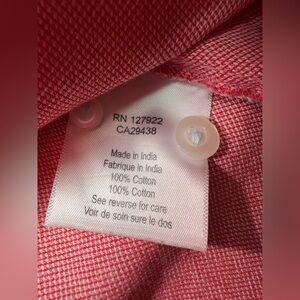 RN 127922
CA29438
Made in India
Fabriqué en India
100% Cotton
100% Cotton
See reverse for care
Voir de soin sure le dos